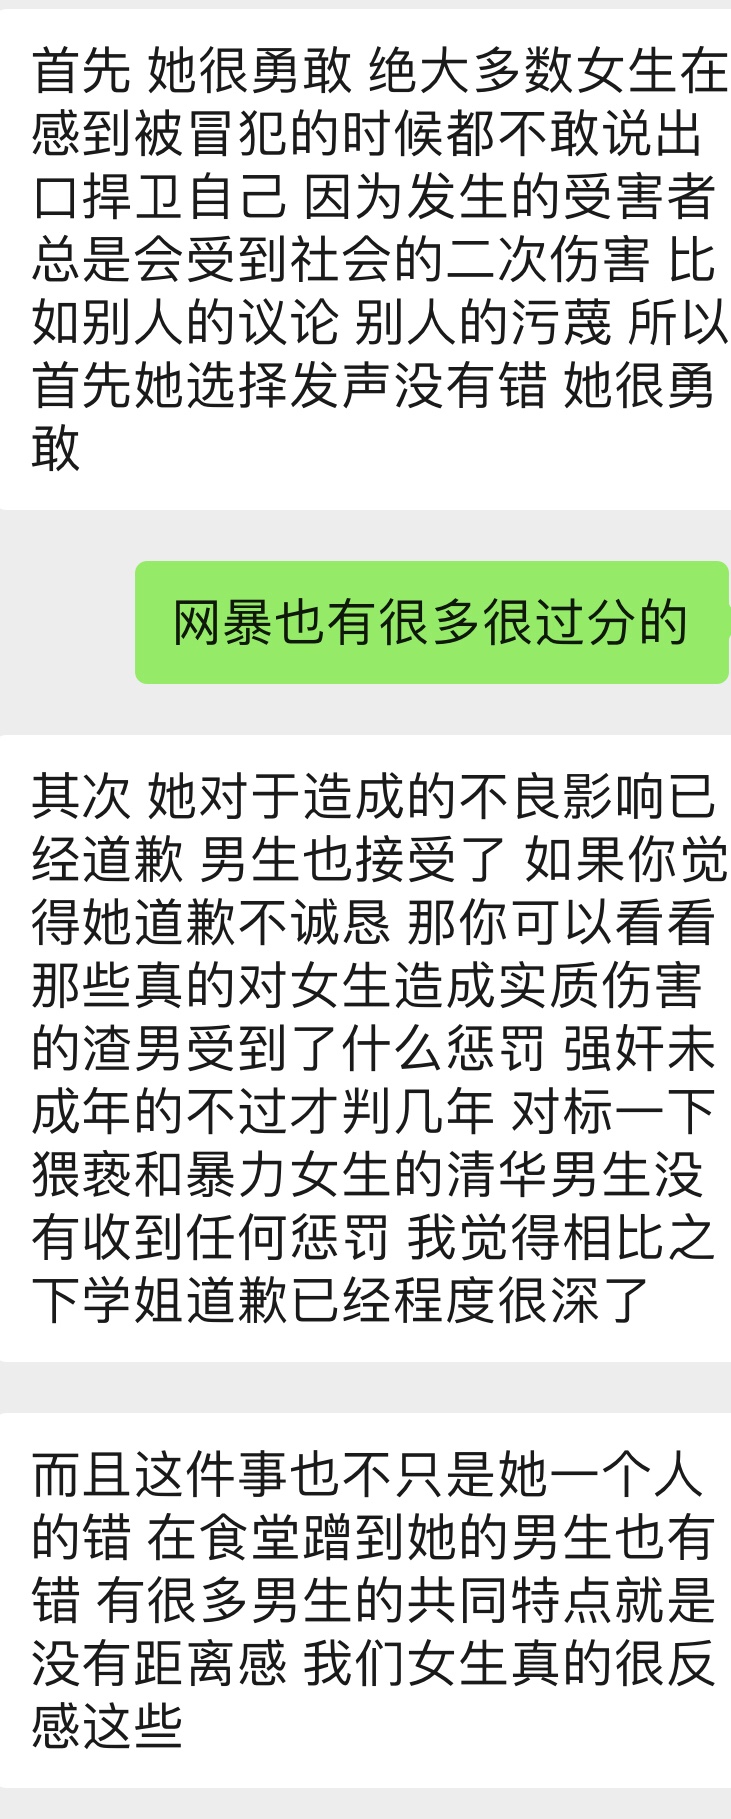 首先 她很勇敢 绝大多数女生在
感到被冒犯的时候都不敢说出
口捍卫自己 因为发生的受害者
总是会受到社会的二次伤害 比
如别人的议论 别人的污蔑 所以
首先她选择发声没有错 她很勇
敢
网暴也有很多很过分的
其次 她对于造成的不良影响已
经道歉 男生也接受了 如果你觉
得她道歉不诚恳 那你可以看看
那些真的对女生造成实质伤害
的渣男受到了什么惩罚 强奸未
成年的不过才判几年 对标一下
猥亵和暴力女生的清华男生没
有收到任何惩罚 我觉得相比之
下学姐道歉已经程度很深了
而且这件事也不只是她一个人
的错 在食堂蹭到她的男生也有
错 有很多男生的共同特点就是
没有距离感 我们女生真的很反
感这些